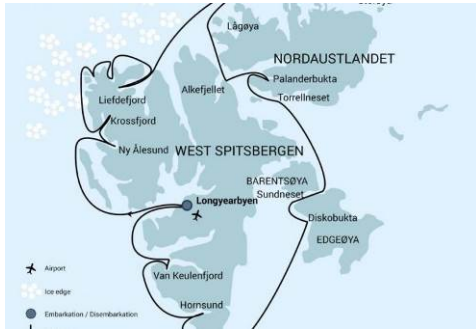 Lågøya
NORDAUSTLANDET
Palanderbukta
Alkefjellet
Liefdefjord
Torrellneset
Krossfjord
Ny Ålesund
WEST SPITSBERGEN
BARENTSØYA
Sundneset
Longyearbyen
Diskobukta
EDGEØYA
Airport
Van Keulenfjord
Ice edge
Hornsund
Embarkation / Disembarkation